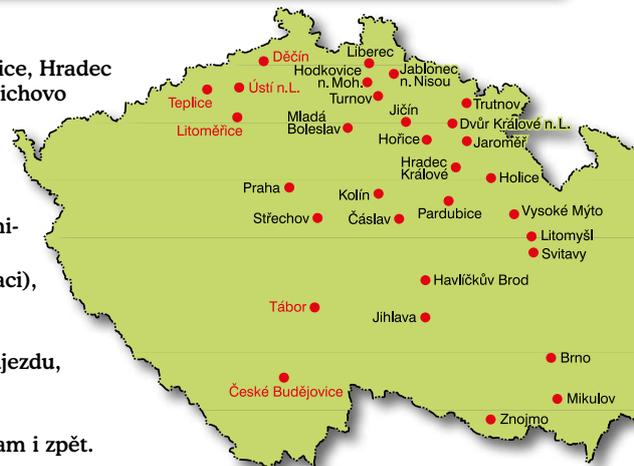 ice, Hradec
ichovo
ni-
aci),
jezdu,
am i zpět.
Děčín
Liberec
Hodkovice
n. Moh.
Jablonec
n. Nisou
Teplice
Ústí n.L.
Turnov
Trutnov
Litoměřice
Mladá
Boleslav
Jičín
Dvůr Králové n. L.
Hořice
Jaroměř
Hradec
Králové
Holice
Praha
Kolín
Pardubice
Vysoké Mýto
Střechov
Čáslav
Litomyšl
Svitavy
Havlíčkův Brod
Tábor
Jihlava
Brno
České Budějovice
Mikulov
Znojmo